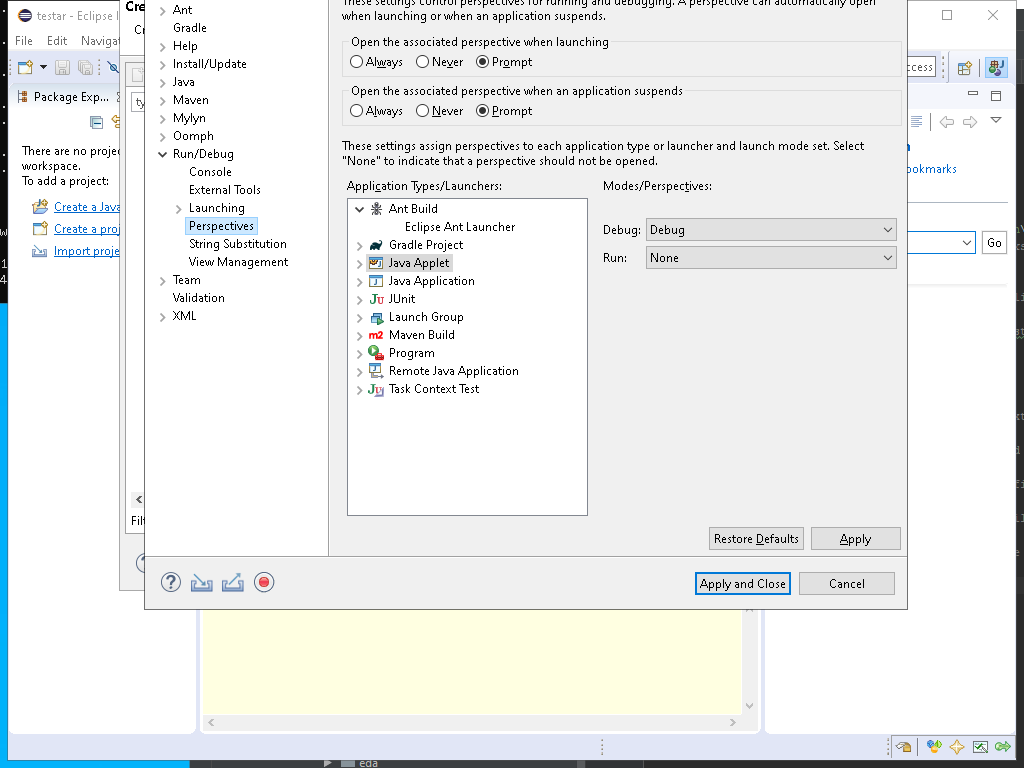 testar - Eclipse I
File Edit Navigat
Package Exp...
There are no proje
workspace.
To add a project:
Create a Java
Create a proj
Import proje
Cre
Cr
ty
Filt
Ant
Gradle
Help
Install/Update
Java
Maven
Mylyn
Oomph
Run/Debug
Console
External Tools
Launching
Perspectives
String Substitution
View Management
Team
Validation
XML
These settings control perspectives for running and debugging. A perspective can automatically open
when launching or when an application suspends.
Open the associated perspective when launching
Always Never Prompt
Open the associated perspective when an application suspends
Always Never Prompt
These settings assign perspectives to each application type or launcher and launch mode set. Select
"None" to indicate that a perspective should not be opened.
Application Types/Launchers:
Ant Build
Eclipse Ant Launcher
Gradle Project
Java Applet
Java Application
JUnit
Launch Group
Maven Build
Program
Remote Java Application
Task Context Test
Modes/Perspectives:
Debug: Debug
Run: None
Restore Defaults Apply
Apply and Close Cancel
ccess
ookmarks
Go
eda